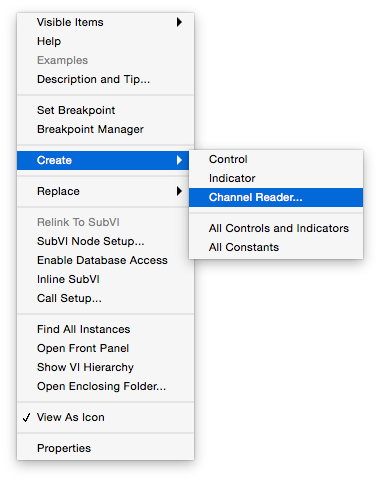 Visible Items
Help
Examples
Description and Tip...
Set Breakpoint
Breakpoint Manager
Create
Control
Indicator
Channel Reader...
All Controls and Indicators
All Constants
Replace
Relink To SubVI
SubVI Node Setup...
Enable Database Access
Inline SubVI
Call Setup...
Find All Instances
Open Front Panel
Show VI Hierarchy
Open Enclosing Folder...
✓ View As Icon
Properties